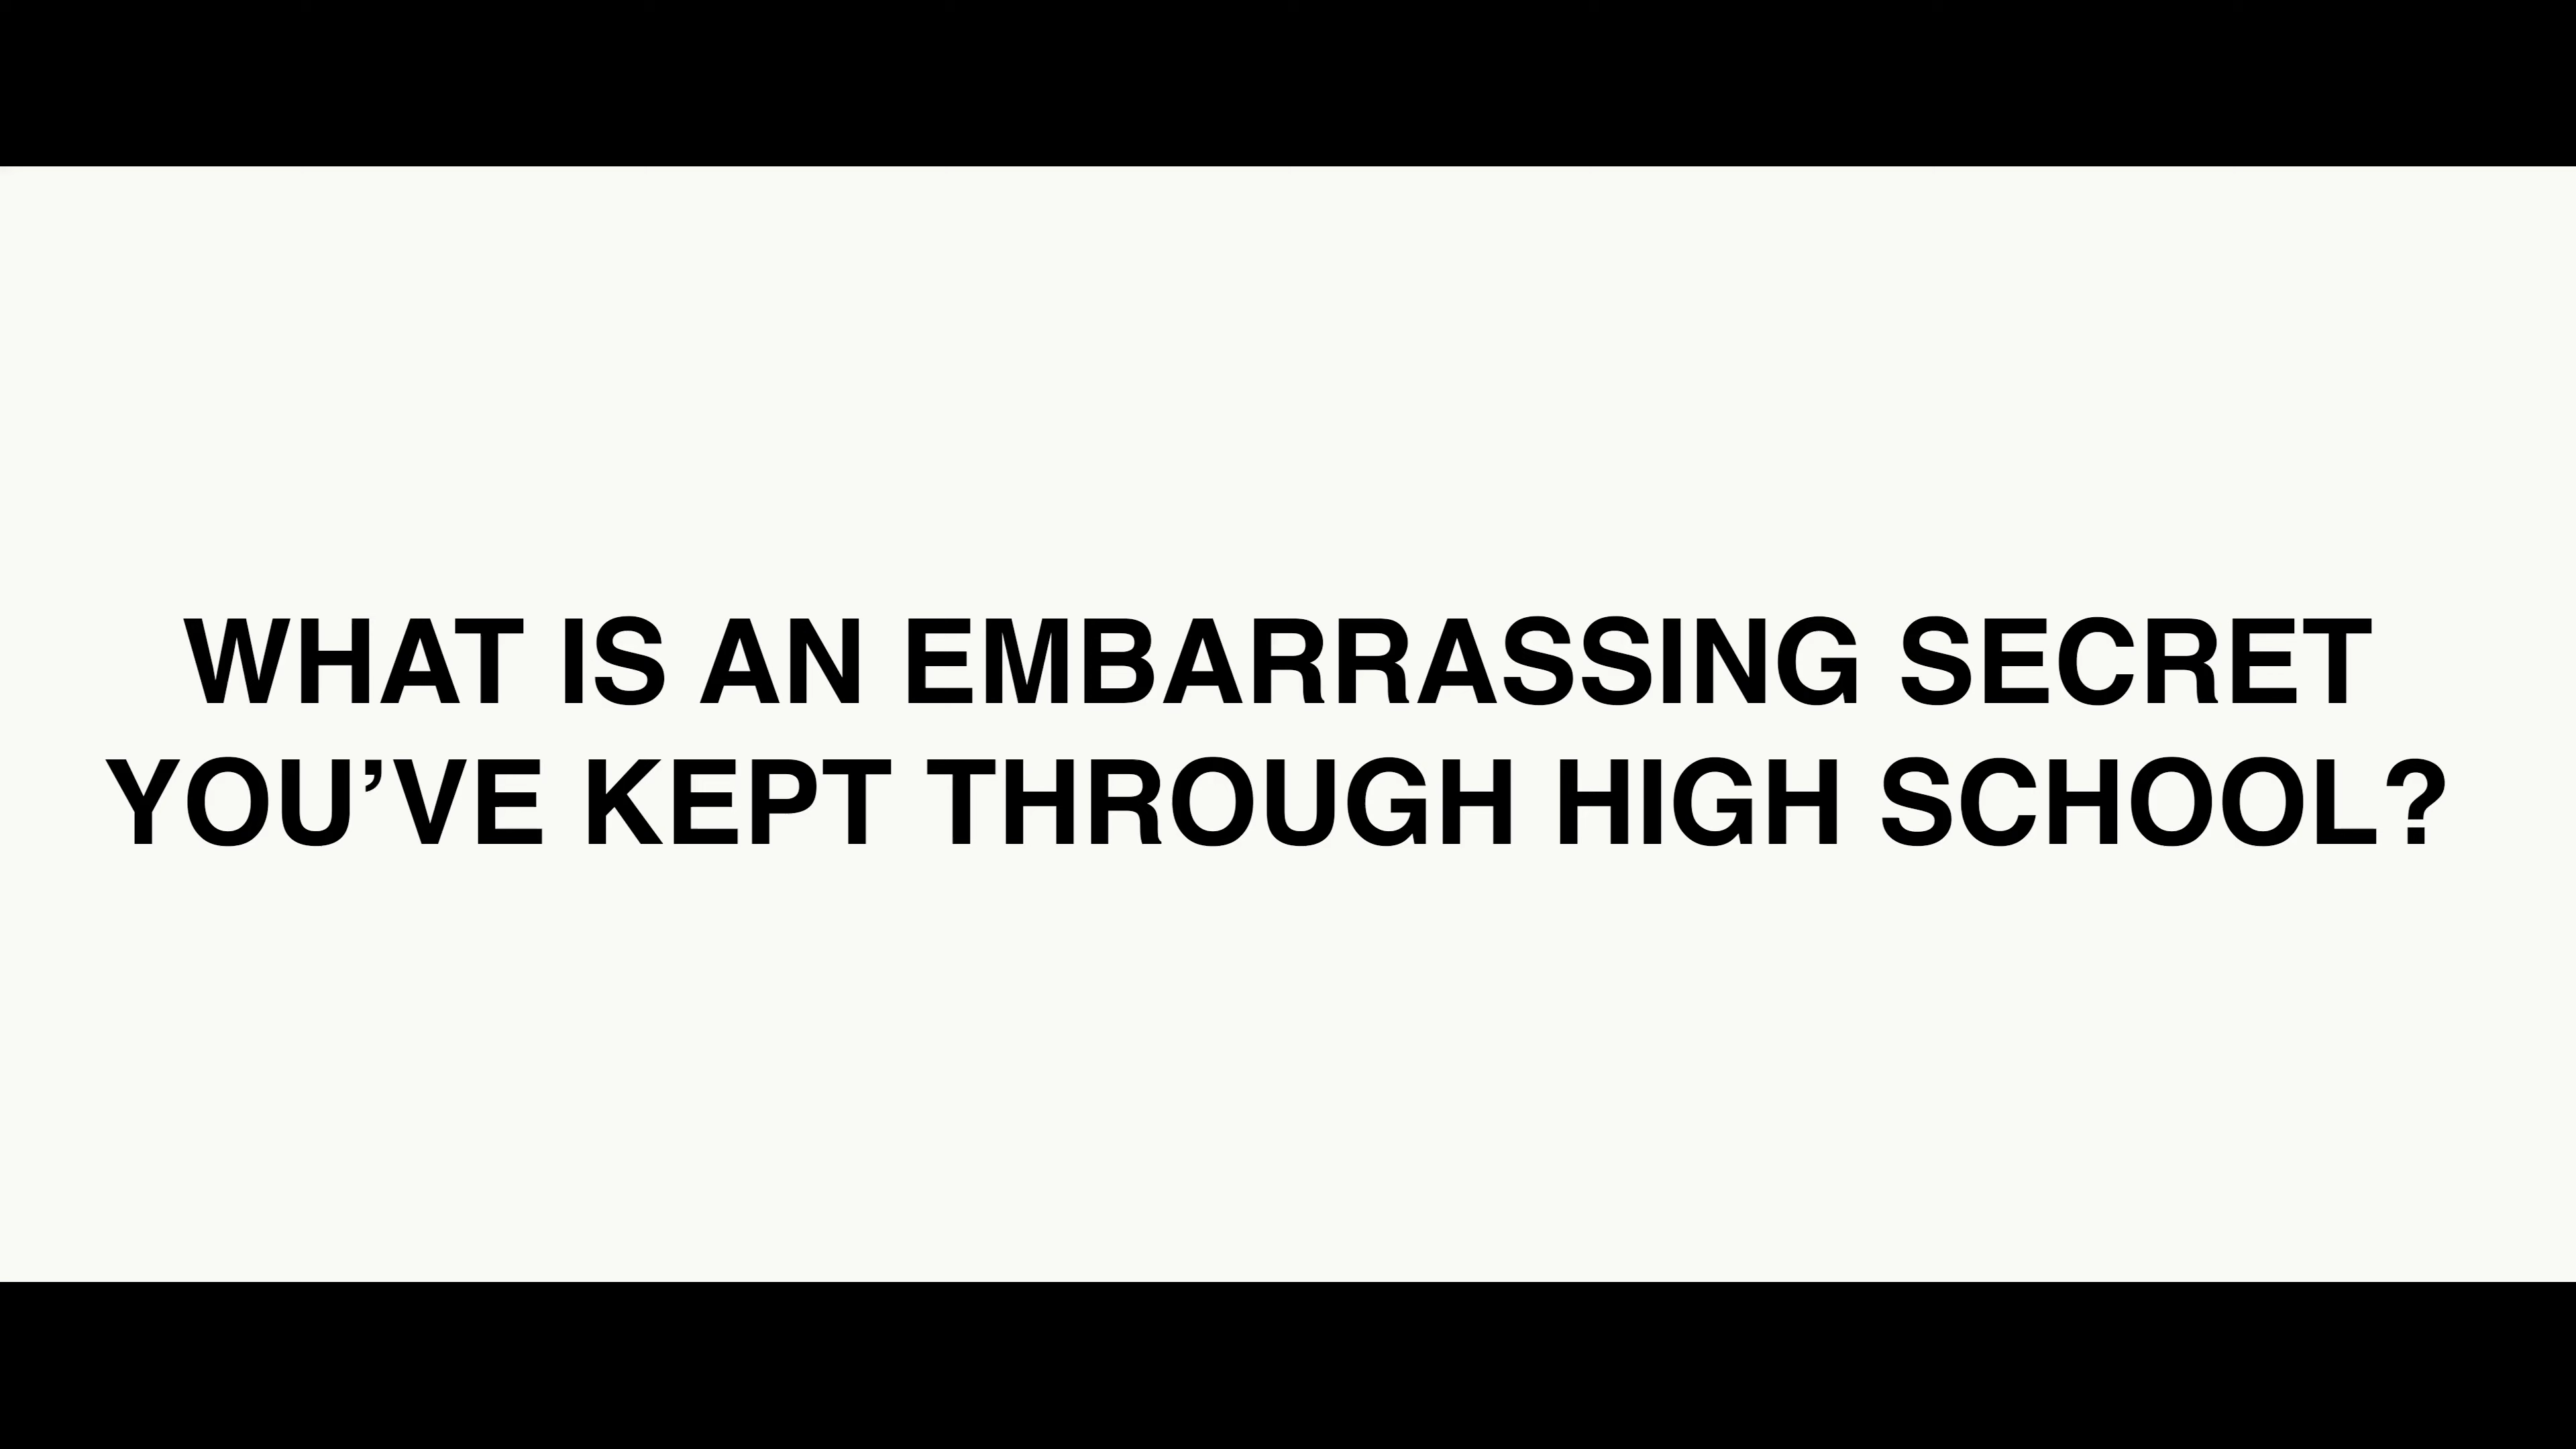 WHAT IS AN EMBARRASSING SECRET
YOU’VE KEPT THROUGH HIGH SCHOOL?